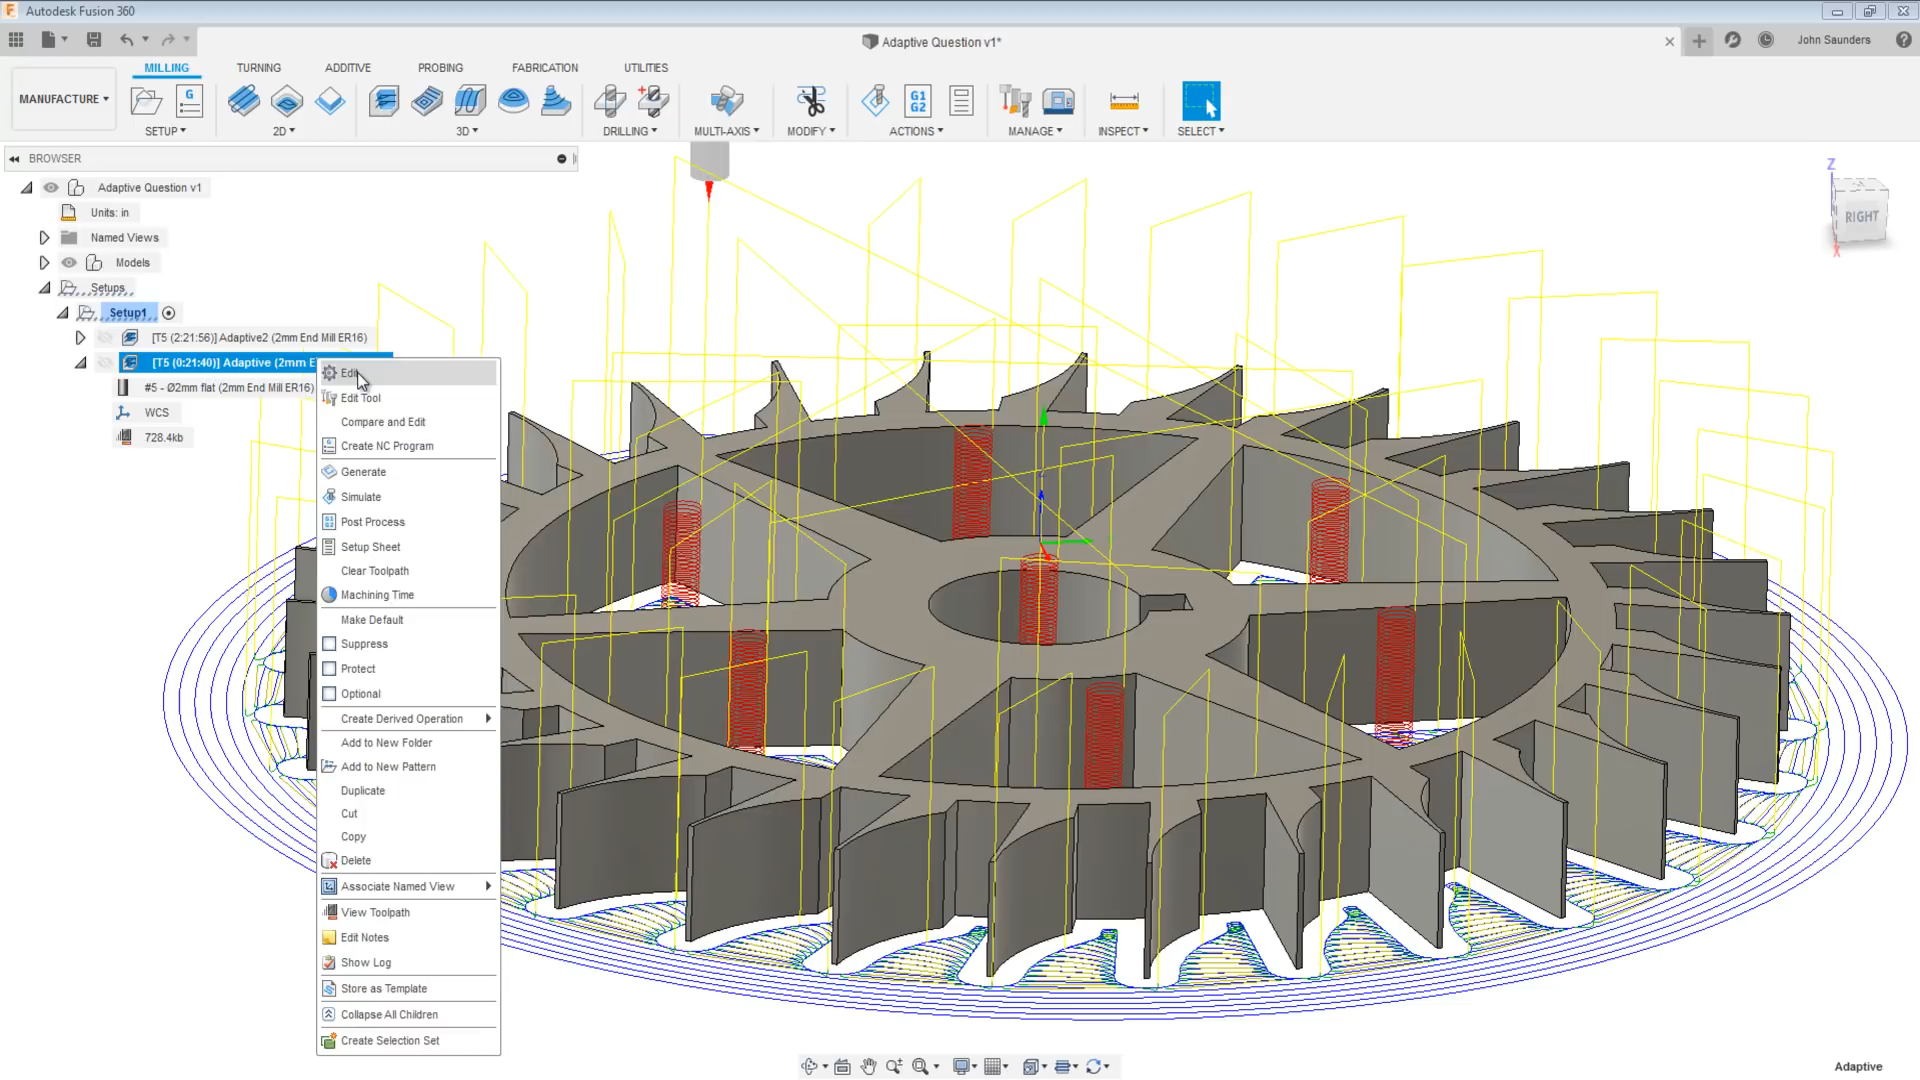 Autodesk Fusion 360
Adaptive Question v1*
John Saunders
MANUFACTURE
MILLING
TURNING
ADDITIVE
PROBING
FABRICATION
UTILITIES
G
G1
G2
SETUP
2D
3D
DRILLING
MULTI-AXIS
MODIFY
ACTIONS
MANAGE
INSPECT
SELECT
BROWSER
Adaptive Question v1
Units: in
Named Views
Models
Setups
Setup1
[T5 (2:21:56)] Adaptive2 (2mm End Mill ER16)
[T5 (0:21:40)] Adaptive (2mm E
#5 - Ø2mm flat (2mm End Mill ER16)
WCS
728.4kb
Edit
Edit Tool
Compare and Edit
Create NC Program
Generate
Simulate
Post Process
Setup Sheet
Clear Toolpath
Machining Time
Make Default
Suppress
Protect
Optional
Create Derived Operation
Add to New Folder
Add to New Pattern
Duplicate
Cut
Copy
Delete
Associate Named View
View Toolpath
Edit Notes
Show Log
Store as Template
Collapse All Children
Create Selection Set
Z
RIGHT
X
Adaptive